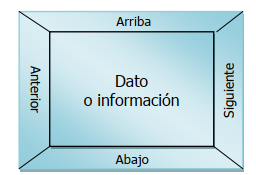 Arriba
Anterior
Dato
o información
Siguiente
Abajo